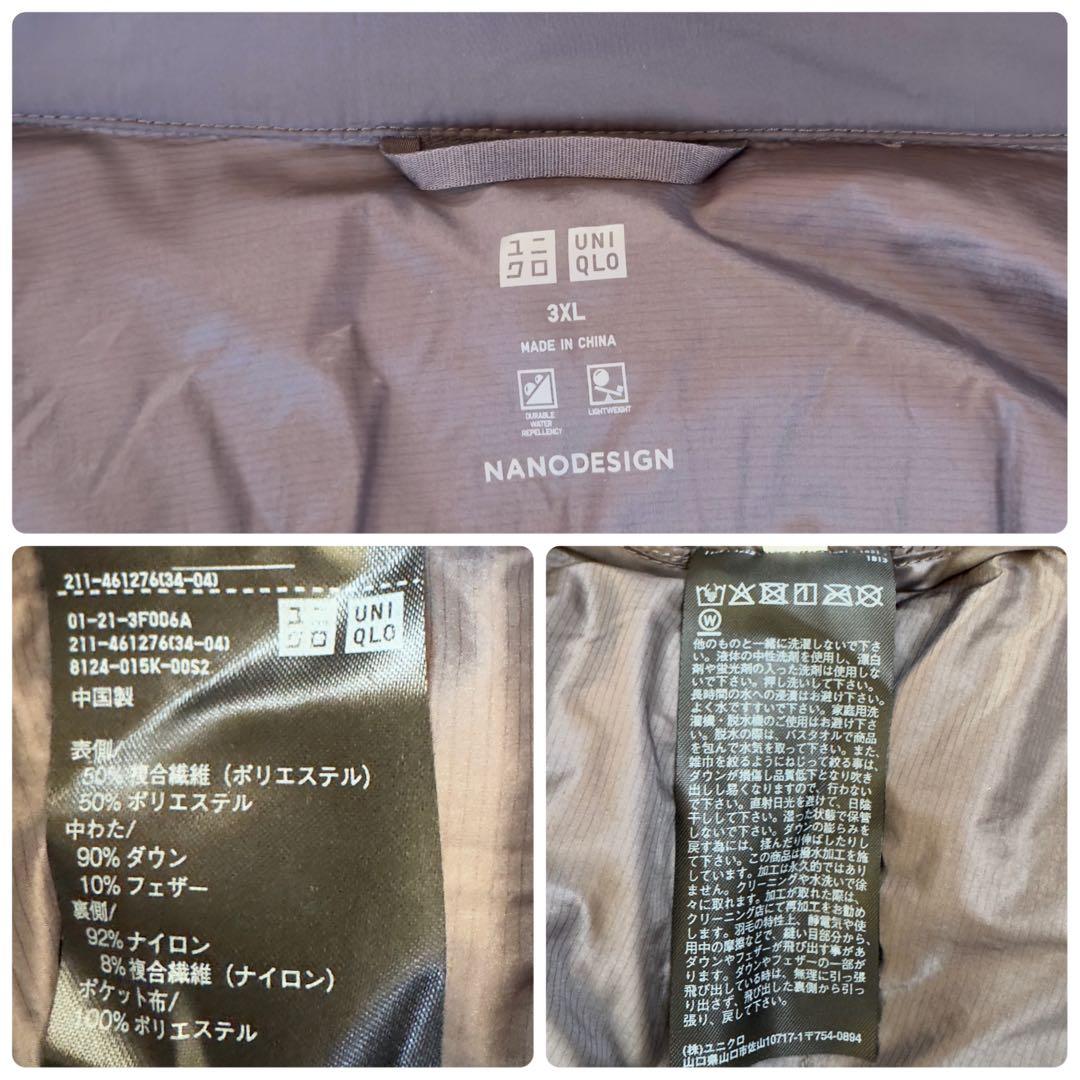 ユニ
クロ
UNI
QLO
3XL
MADE IN CHINA
DURABLE
WATER
REPELLENCY
LIGHTWEIGHT
NANODESIGN
211-461276(34-04)
01-21-3F006A
211-461276(34-04)
8124-015K-00S2
中国製
ユニ
クロ
UNI
QLO
表側/
50% 複合繊維 (ポリエステル)
50% ポリエステル
中わた/
90% ダウン
10% フェザー
裏側/
92% ナイロン
8% 複合繊維 (ナイロン)
ポケット布/
100% ポリエステル
1813
W
他のものと一緒に洗濯しないで下さ
い。液体の中性洗剤を使用し、漂白
剤や蛍光剤の入った洗剤は使用しな
いで下さい。押し洗いして下さい。
長時間の水への浸漬はお避け下さい。
よく水ですすいで下さい。家庭用洗
濯機・脱水機のご使用はお避け下さ
い。脱水の際は、バスタオルで商品
を包んで水気を取って下さい。また、
雑巾を絞るようにねじって絞る事は、
ダウンが損傷し品質低下となり吹き
出しし易くなりますので、行わない
で下さい。直射日光を避けて、日陰
干しして下さい。湿った状態で保管
しないで下さい。ダウンの膨らみを
戻す為には、揉んだり伸ばしたりし
て下さい。この商品は撥水加工を施
しています。加工は永久的ではあり
ません。クリーニングや水洗いで徐
々に取れます。加工が取れた際は、
クリーニング店にて再加工をお勧め
します。羽毛の特性上、静電気や使
用中の摩擦などで、縫い目部分から、
ダウンやフェザーが飛び出す事があ
ります。ダウンやフェザーの一部が
飛び出している時は、無理に引っ張
り出さず、飛び出した裏側から引っ
張り、戻して下さい。
(株)ユニクロ
山口県山口市佐山10717-1〒754-0894